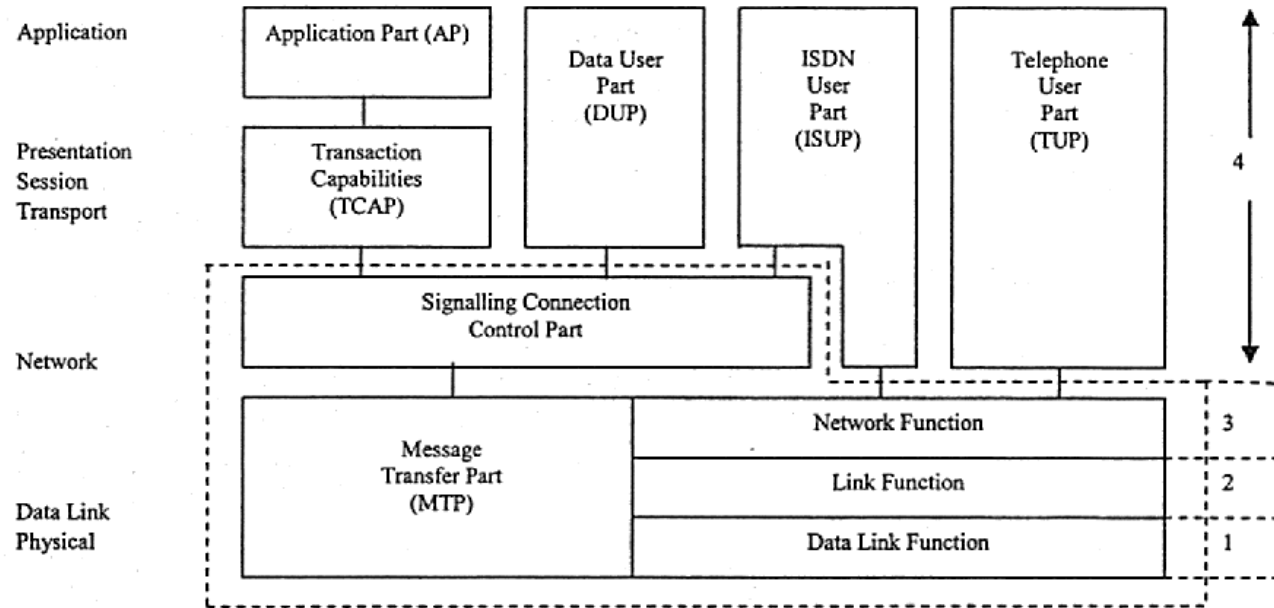 Application
Application Part (AP)
Data User
Part
(DUP)
ISDN
User
Part
(ISUP)
Telephone
User
Part
(TUP)
Presentation
Session
Transport
Transaction
Capabilities
(TCAP)
4
Signalling Connection
Control Part
Network
Message
Transfer Part
(MTP)
Network Function
3
Link Function
2
Data Link
Physical
Data Link Function
1